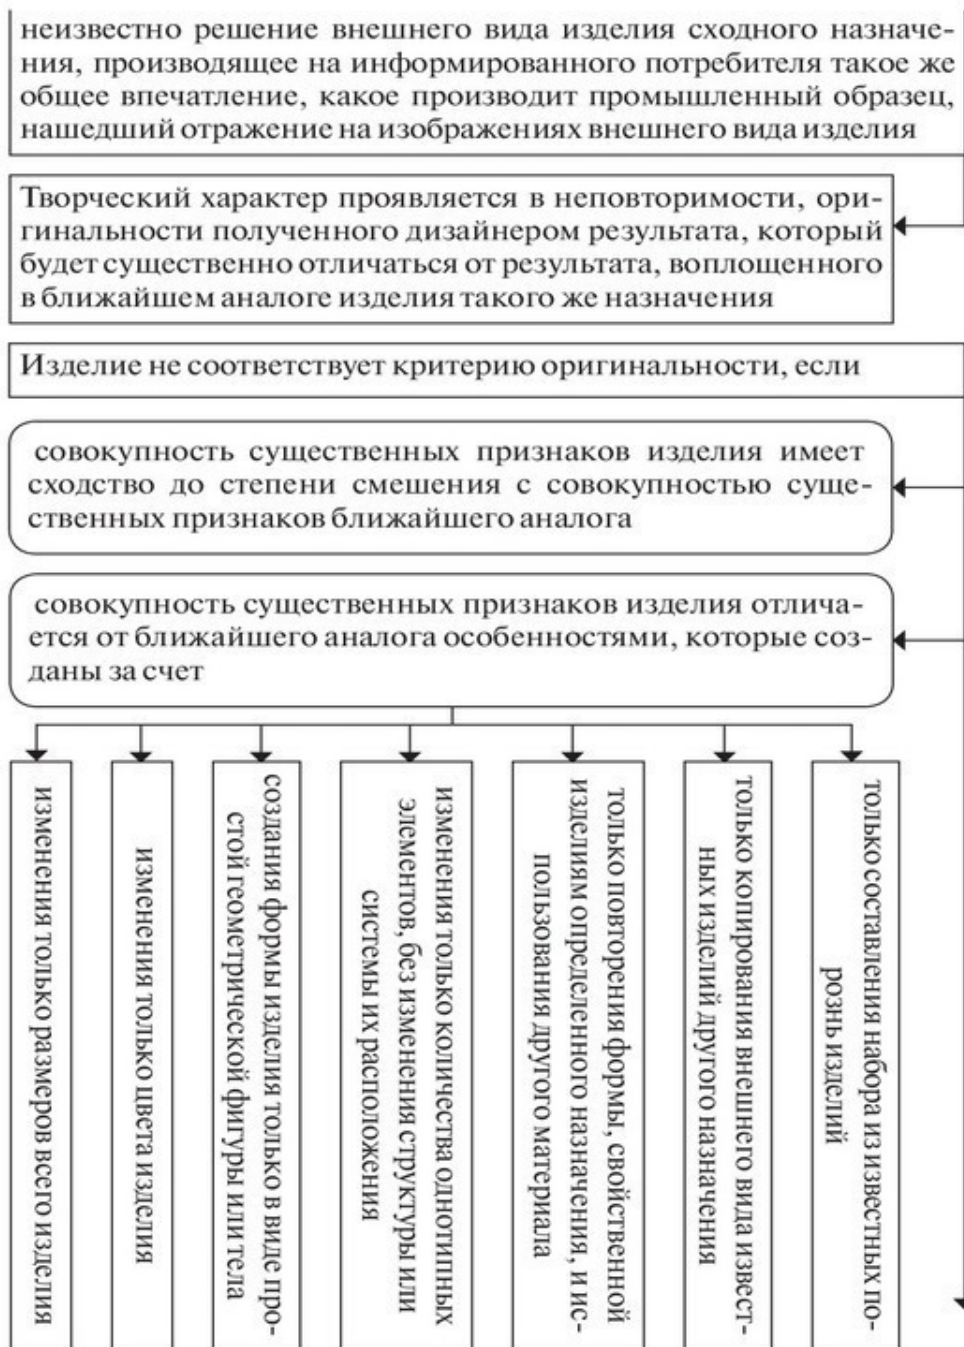 неизвестно решение внешнего вида изделия сходного назначе-
ния, производящее на информированного потребителя такое же
общее впечатление, какое производит промышленный образец,
нашедший отражение на изображениях внешнего вида изделия
Творческий характер проявляется в неповторимости, ори-
гинальности полученного дизайнером результата, который
будет существенно отличаться от результата, воплощенного
в ближайшем аналоге изделия такого же назначения
Изделие не соответствует критерию оригинальности, если
совокупность существенных признаков изделия имеет
сходство до степени смешения с совокупностью суще-
ственных признаков ближайшего аналога
совокупность существенных признаков изделия отлича-
ется от ближайшего аналога особенностями, которые соз-
даны за счет
изменения только размеров всего изделия
изменения только цвета изделия
создания формы изделия только в виде про-
стой геометрической фигуры или тела
изменения только количества однотипных
элементов, без изменения структуры или
системы их расположения
только повторения формы, свойственной
изделиям определенного назначения, и ис-
пользования другого материала
только копирования внешнего вида извест-
ных изделий другого назначения
только составления набора из известных по-
рознь изделий